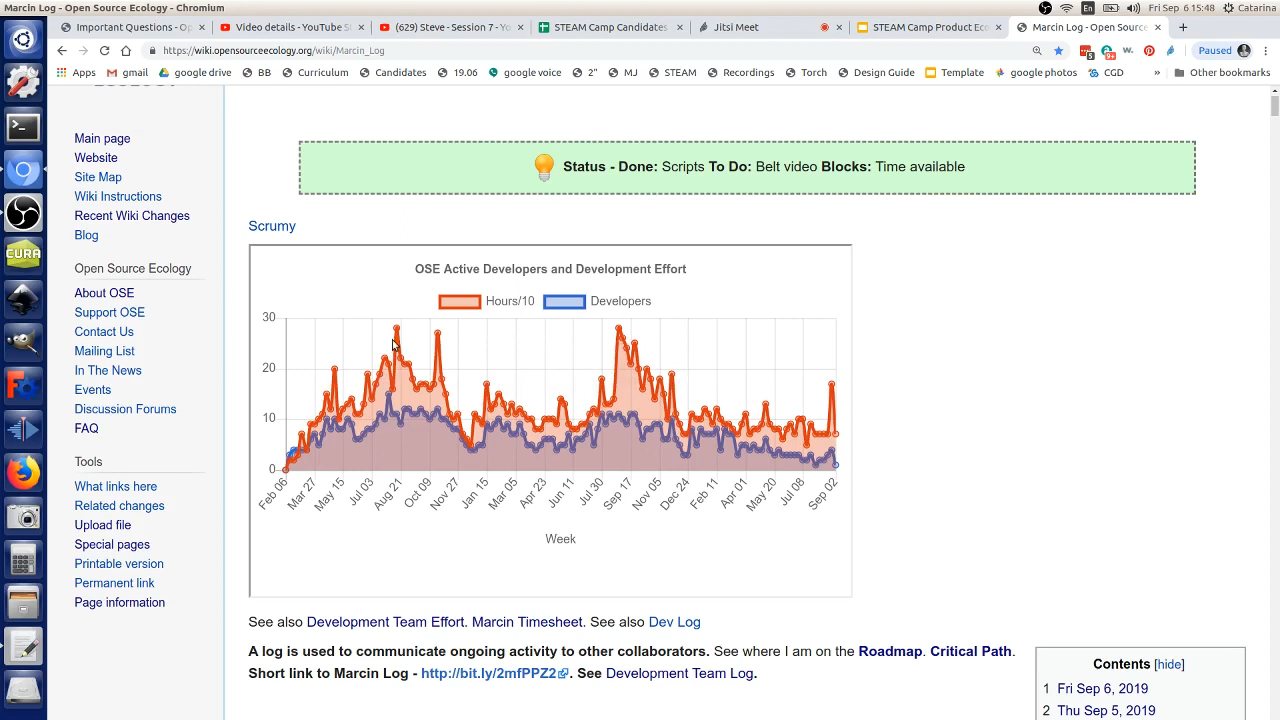 Marcin Log - Open Source Ecology - Chromium
En
Fri Sep 6 15:48
Catarina
Important Questions - Op
Video details - YouTube S
(629) Steve - Session 7 - Yo
STEAM Camp Candidates
Jitsi Meet
STEAM Camp Product Eco
Marcin Log - Open Source
https://wiki.opensourceecology.org/wiki/Marcin_Log
5
9+
W.
Paused
Apps
gmail
google drive
BB
Curriculum
Candidates
19.06
google voice
2"
MJ
STEAM
Recordings
Torch
Design Guide
Template
google photos
CGD
»
Other bookmarks
CURA
Main page
Website
Site Map
Wiki Instructions
Recent Wiki Changes
Blog
Open Source Ecology
About OSE
Support OSE
Contact Us
Mailing List
In The News
Events
Discussion Forums
FAQ
Tools
What links here
Related changes
Upload file
Special pages
Printable version
Permanent link
Page information
Status - Done: Scripts To Do: Belt video Blocks: Time available
Scrumy
OSE Active Developers and Development Effort
Hours/10 Developers
30
20
10
0
Feb 06 Mar 27 May 15 Jul 03 Aug 21 Oct 09 Nov 27 Jan 15 Mar 05 Apr 23 Jun 11 Jul 30 Sep 17 Nov 05 Dec 24 Feb 11 Apr 01 May 20 Jul 08 Sep 02
Week
See also Development Team Effort. Marcin Timesheet. See also Dev Log
A log is used to communicate ongoing activity to other collaborators. See where I am on the Roadmap. Critical Path.
Short link to Marcin Log - http://bit.ly/2mfPPZ2. See Development Team Log.
Contents [hide]
1 Fri Sep 6, 2019
2 Thu Sep 5, 2019